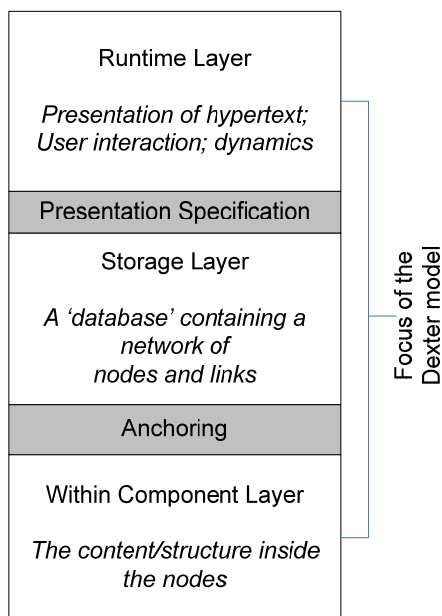 Runtime Layer
Presentation of hypertext;
User interaction; dynamics
Presentation Specification
Storage Layer
A ‘database’ containing a
network of
nodes and links
Anchoring
Within Component Layer
The content/structure inside
the nodes
Focus of the
Dexter model